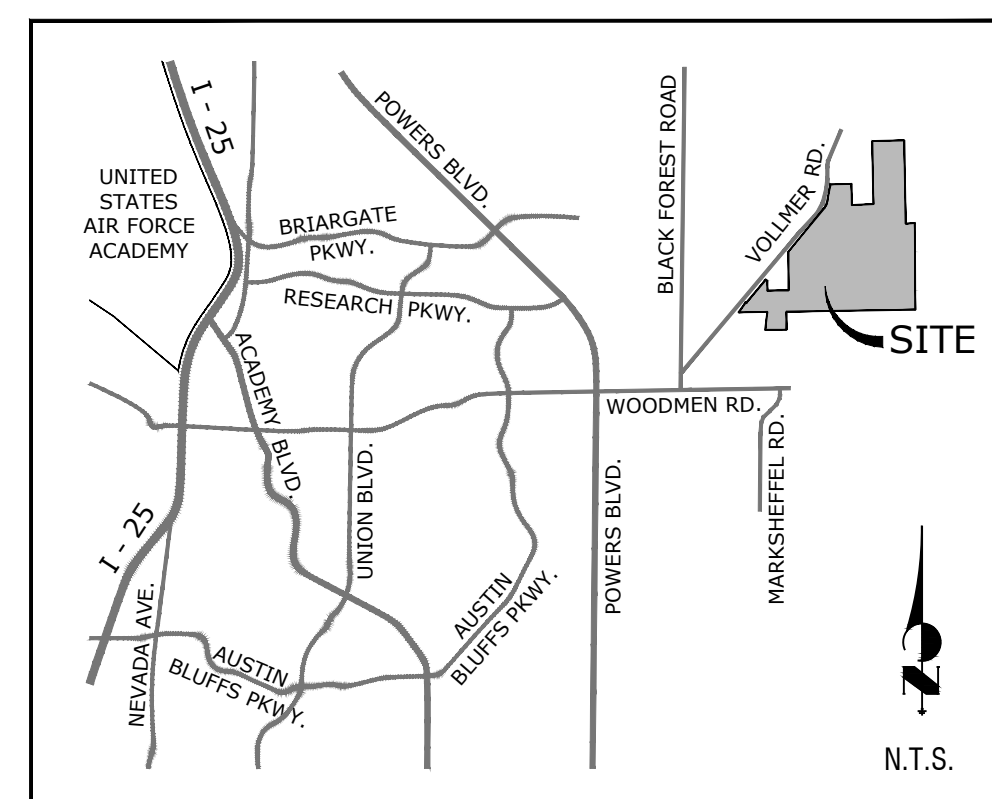 I - 25
POWERS BLVD.
BLACK FOREST ROAD
VOLLMER RD.
UNITED
STATES
AIR FORCE
ACADEMY
BRIARGATE
PKWY.
RESEARCH PKWY.
SITE
ACADEMY BLVD.
WOODMEN RD.
UNION BLVD.
POWERS BLVD.
MARKSHEFFEL RD.
I - 25
NEVADA AVE.
AUSTIN
BLUFFS PKWY.
AUSTIN
BLUFFS PKWY.
N
N.T.S.